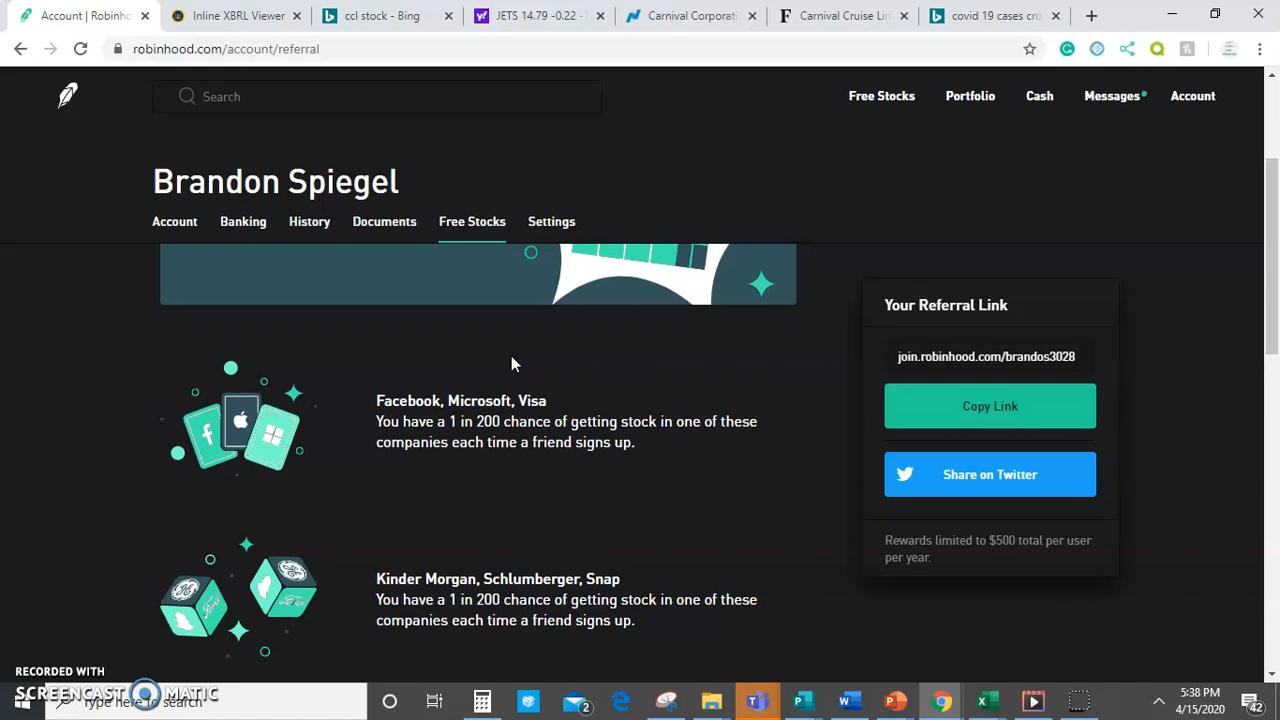 Account | Robinho
Inline XBRL Viewer
ccl stock - Bing
JETS 14.79 -0.22 - 1
Carnival Corporati
Carnival Cruise Lin
covid 19 cases cru
robinhood.com/account/referral
Search
Free Stocks Portfolio Cash Messages Account
Brandon Spiegel
Account Banking History Documents Free Stocks Settings
Your Referral Link
join.robinhood.com/brandos3028
Copy Link
Share on Twitter
Rewards limited to $500 total per user
per year.
Facebook, Microsoft, Visa
You have a 1 in 200 chance of getting stock in one of these
companies each time a friend signs up.
Kinder Morgan, Schlumberger, Snap
You have a 1 in 200 chance of getting stock in one of these
companies each time a friend signs up.
RECORDED WITH
SCREENCAST MATIC
Type here to search
2
5:38 PM
4/15/2020
42